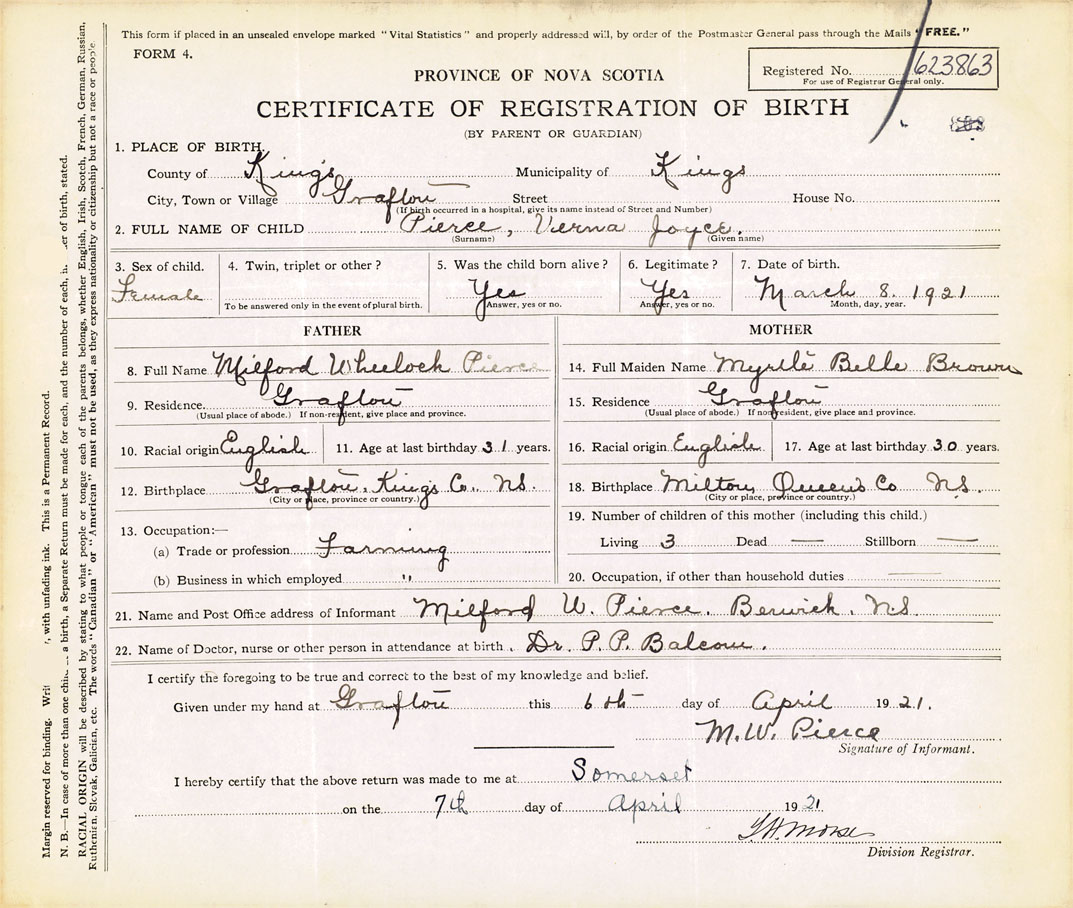 This form if placed in an unsealed envelope marked "Vital Statistics" and properly addressed will, by order of the Postmaster General pass through the Mails "FREE."
FORM 4.
Registered No. 623863
For use of Registrar General only.
PROVINCE OF NOVA SCOTIA
CERTIFICATE OF REGISTRATION OF BIRTH
(BY PARENT OR GUARDIAN)
1. PLACE OF BIRTH.
County of Kings Municipality of Kings
City, Town or Village Grafton Street House No.
(If birth occurred in a hospital, give its name instead of Street and Number)
2. FULL NAME OF CHILD Pierce, Verna Joyce.
(Surname) (Given name)
3. Sex of child. 4. Twin, triplet or other? 5. Was the child born alive? 6. Legitimate? 7. Date of birth.
Female Yes Yes March 8. 1921
To be answered only in the event of plural birth. Answer, yes or no. Answer, yes or no. Month, day, year.
FATHER
8. Full Name Milford Wheelock Pierce
9. Residence. Grafton
(Usual place of abode.) If non-resident, give place and province.
10. Racial origin English 11. Age at last birthday 31 years.
12. Birthplace Grafton, Kings Co. N.S.
(City or place, province or country.)
13. Occupation:—
(a) Trade or profession Farming
(b) Business in which employed "
MOTHER
14. Full Maiden Name Myrtle Belle Brown
15. Residence Grafton
(Usual place of abode.) If non-resident, give place and province.
16. Racial origin English 17. Age at last birthday 30 years.
18. Birthplace Milton, Queens Co N.S.
(City or place, province or country.)
19. Number of children of this mother (including this child.)
Living 3 Dead — Stillborn —
20. Occupation, if other than household duties —
21. Name and Post Office address of Informant Milford W. Pierce. Berwick. N.S
22. Name of Doctor, nurse or other person in attendance at birth. Dr. P. P. Balcom.
I certify the foregoing to be true and correct to the best of my knowledge and belief.
Given under my hand at Grafton this 6th day of April 1921.
M. W. Pierce
Signature of Informant.
I hereby certify that the above return was made to me at Somerset
on the 7th day of April 1921
Morse
Division Registrar.
Margin reserved for binding. with unfading ink. This is a Permanent Record.
N. B.—In case of more than one a birth, a Separate Return must be made for each, and the number of each, of birth, stated.
RACIAL ORIGIN will be described by stating to what people or tongue each of the parents belongs, whether English, Irish, Scotch, French, German, Russian,
Ruthenian, Slovak, Galician, etc. The words "Canadian" or "American" must not be used, as they express nationality or citizenship but not a race or people